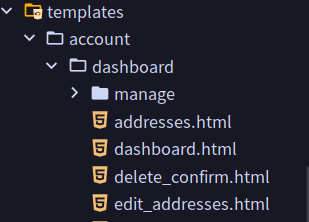 templates
account
dashboard
manage
addresses.html
dashboard.html
delete_confirm.html
edit_addresses.html